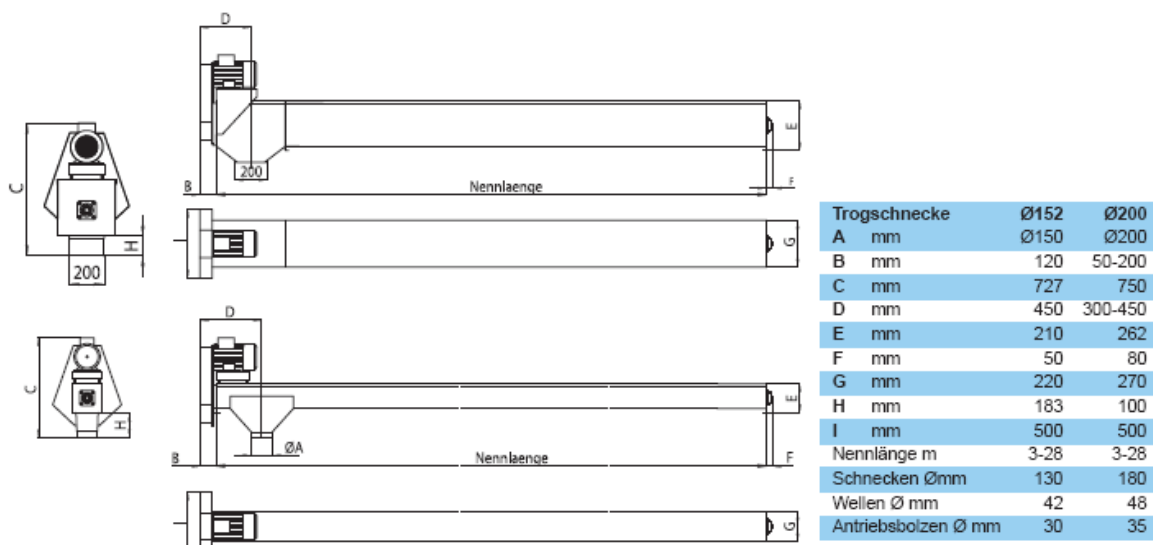 D
E
C
200
B
Nennlaenge
F
H
200
G
D
C
E
H
ØA
B
Nennlaenge
F
G
Trogschnecke Ø152 Ø200
A mm Ø150 Ø200
B mm 120 50-200
C mm 727 750
D mm 450 300-450
E mm 210 262
F mm 50 80
G mm 220 270
H mm 183 100
I mm 500 500
Nennlänge m 3-28 3-28
Schnecken Ømm 130 180
Wellen Ø mm 42 48
Antriebsbolzen Ø mm 30 35